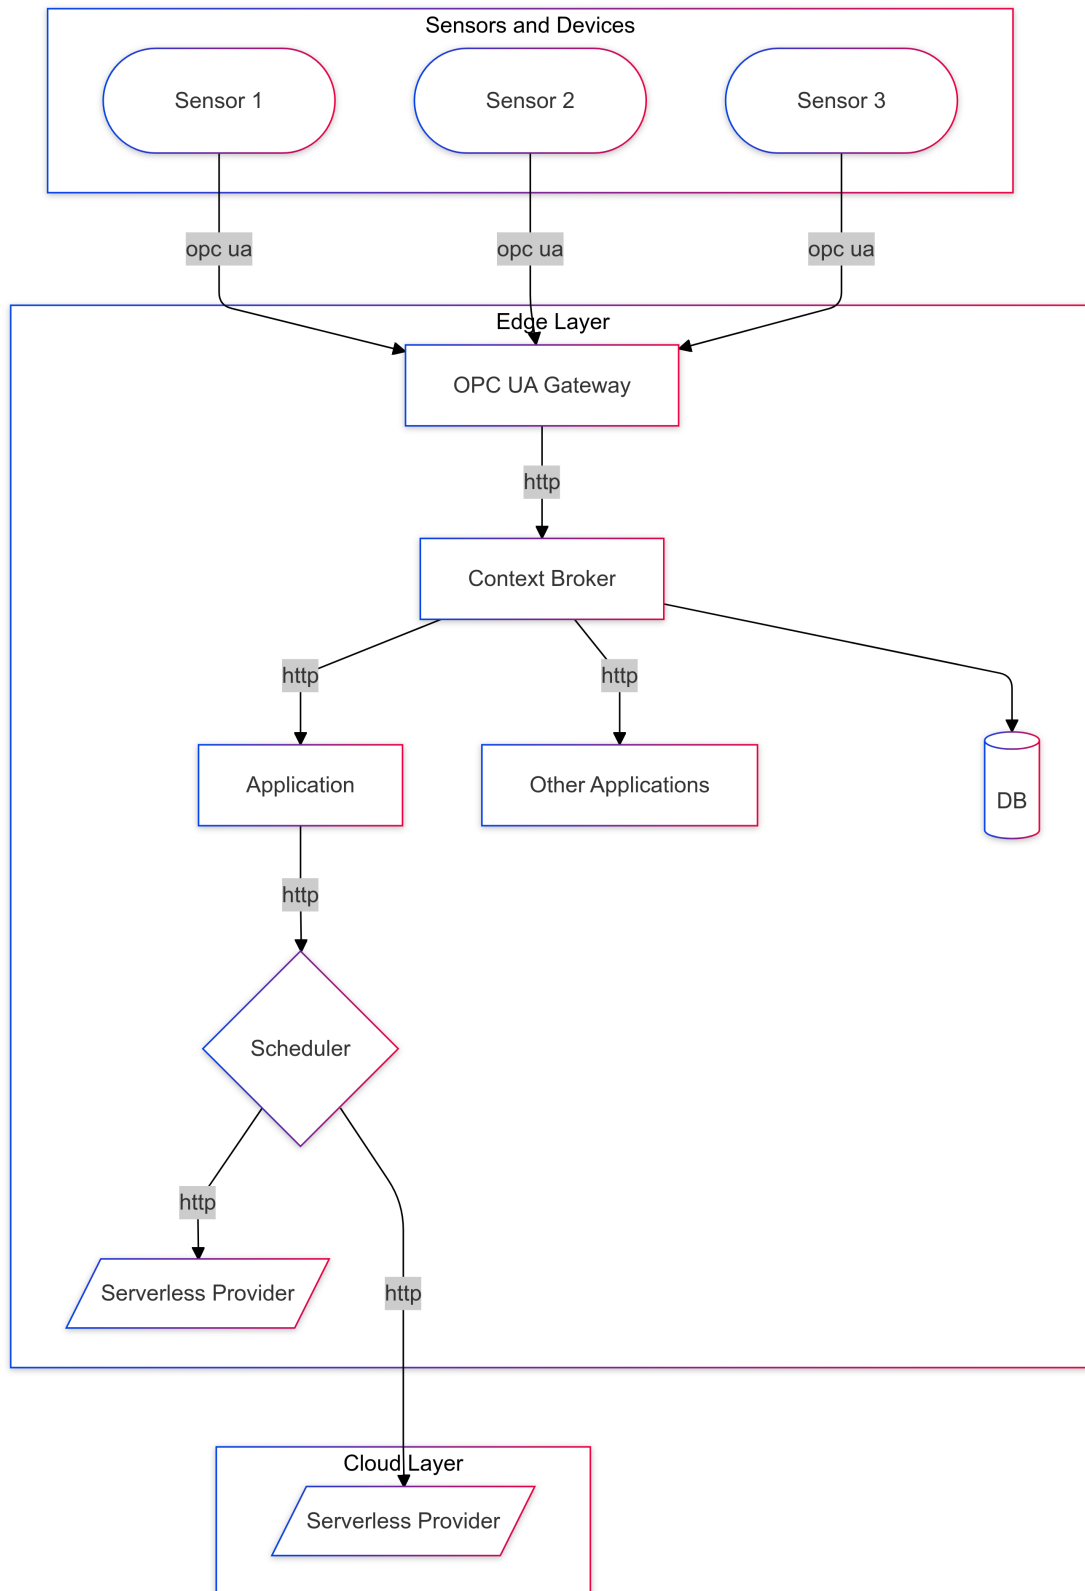 Sensors and Devices
Sensor 1
Sensor 2
Sensor 3
opc ua
opc ua
opc ua
Edge Layer
OPC UA Gateway
http
Context Broker
http
http
Application
Other Applications
DB
http
Scheduler
http
Serverless Provider
http
Cloud Layer
Serverless Provider